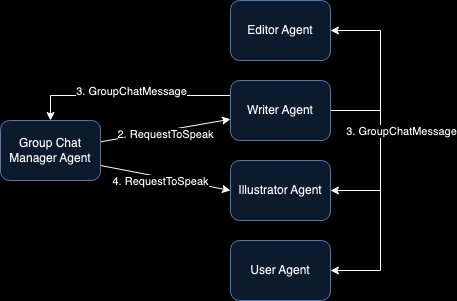 Editor Agent
3. GroupChatMessage
Writer Agent
2. RequestToSpeak
3. GroupChatMessage
Group Chat
Manager Agent
4. RequestToSpeak
Illustrator Agent
User Agent